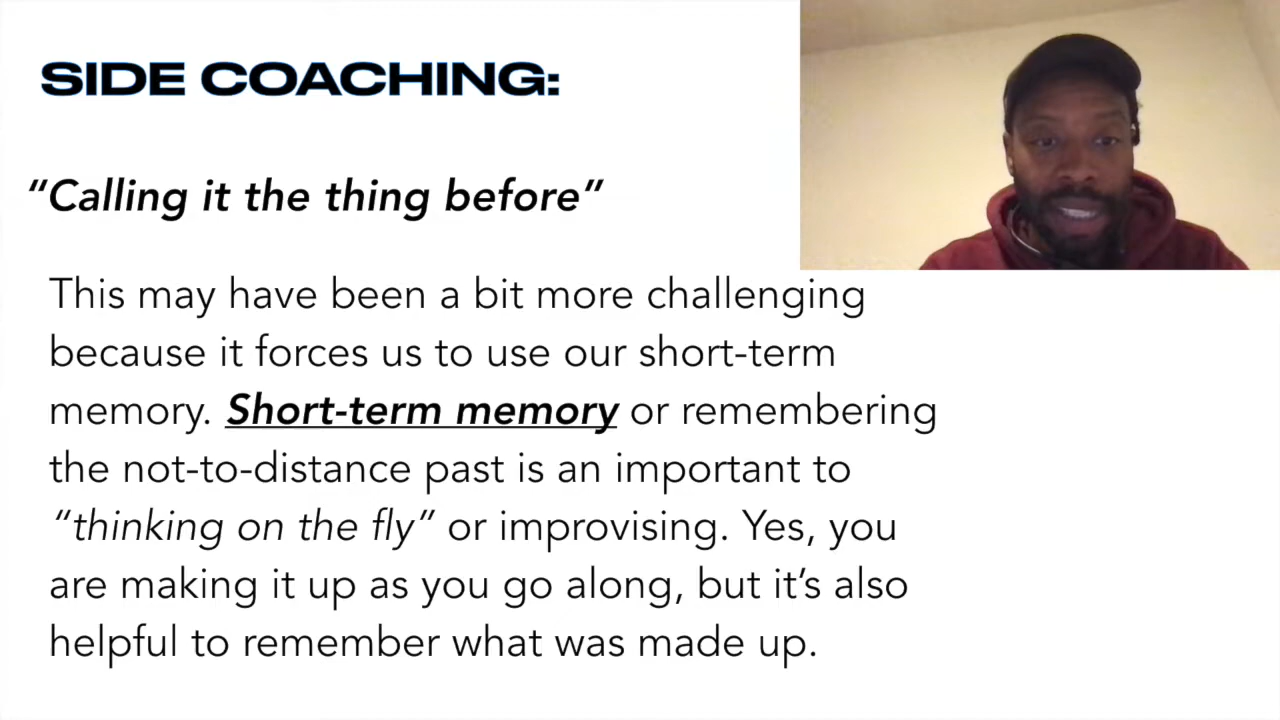 SIDE COACHING:
“Calling it the thing before”
This may have been a bit more challenging
because it forces us to use our short-term
memory. Short-term memory or remembering
the not-to-distance past is an important to
“thinking on the fly” or improvising. Yes, you
are making it up as you go along, but it’s also
helpful to remember what was made up.